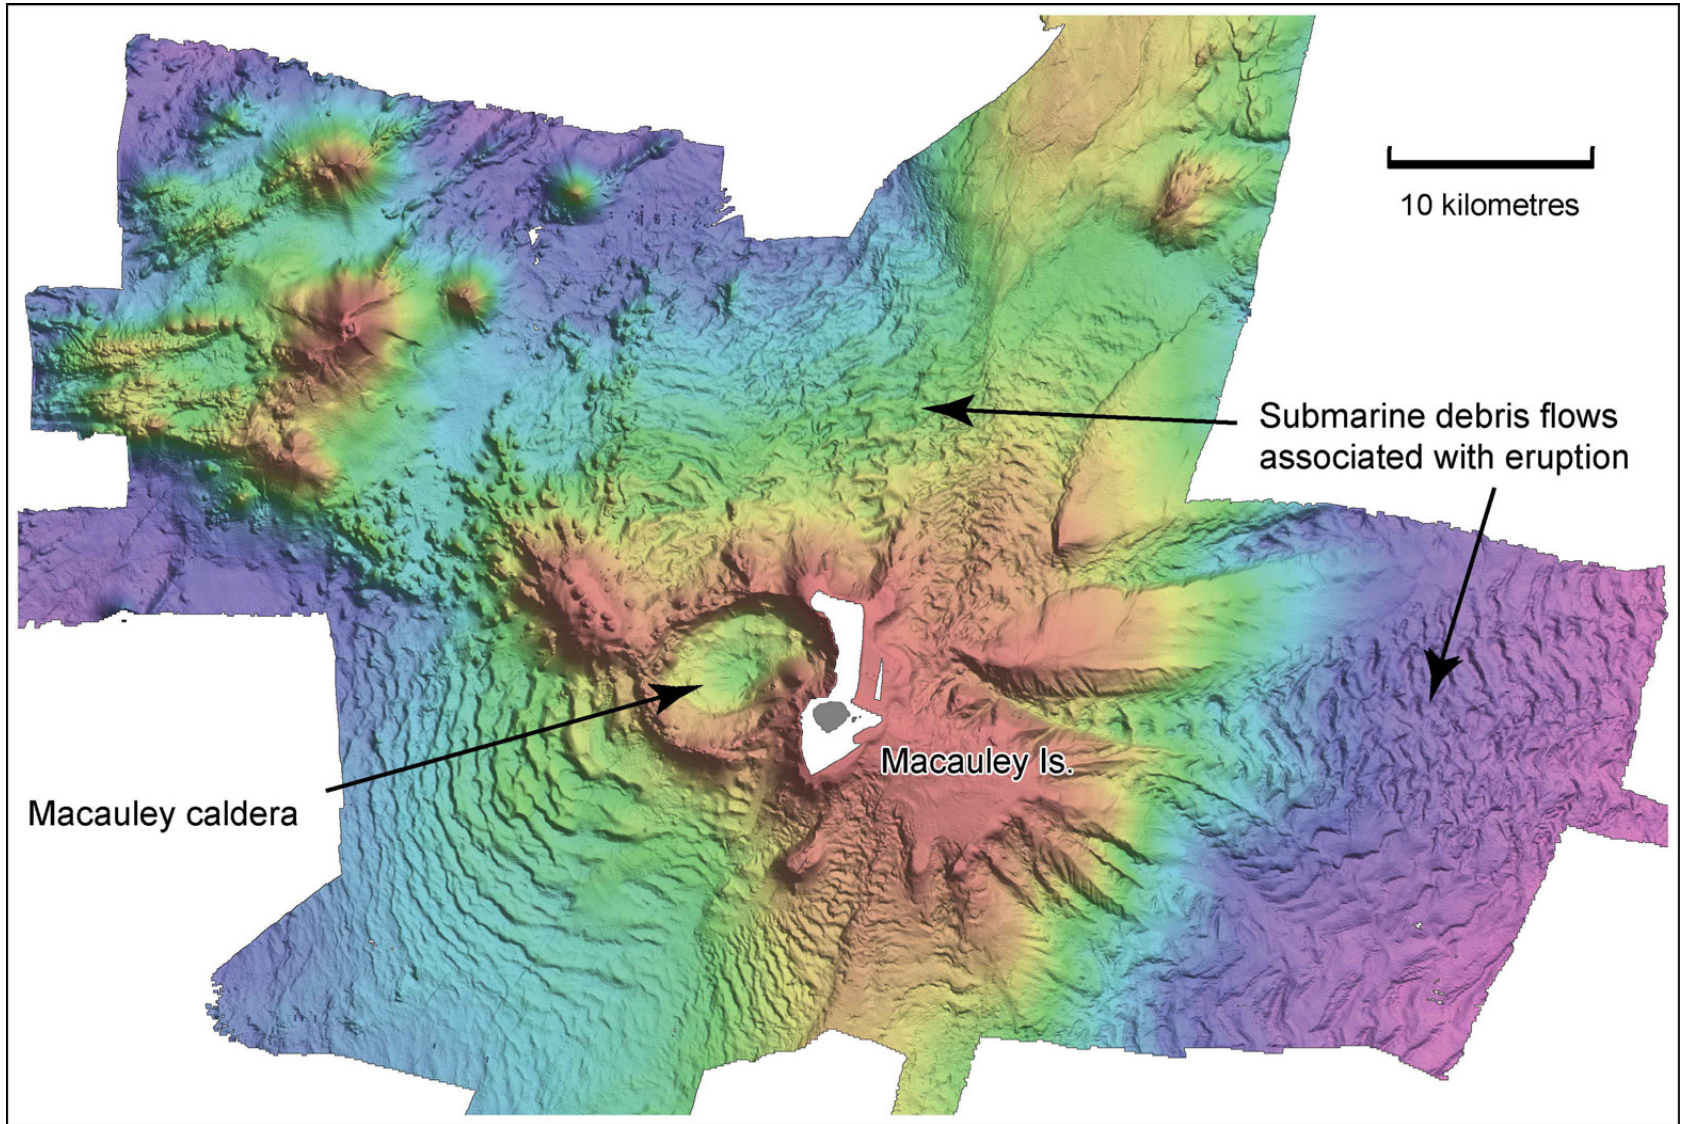 10 kilometres
Submarine debris flows
associated with eruption
Macauley Is.
Macauley caldera